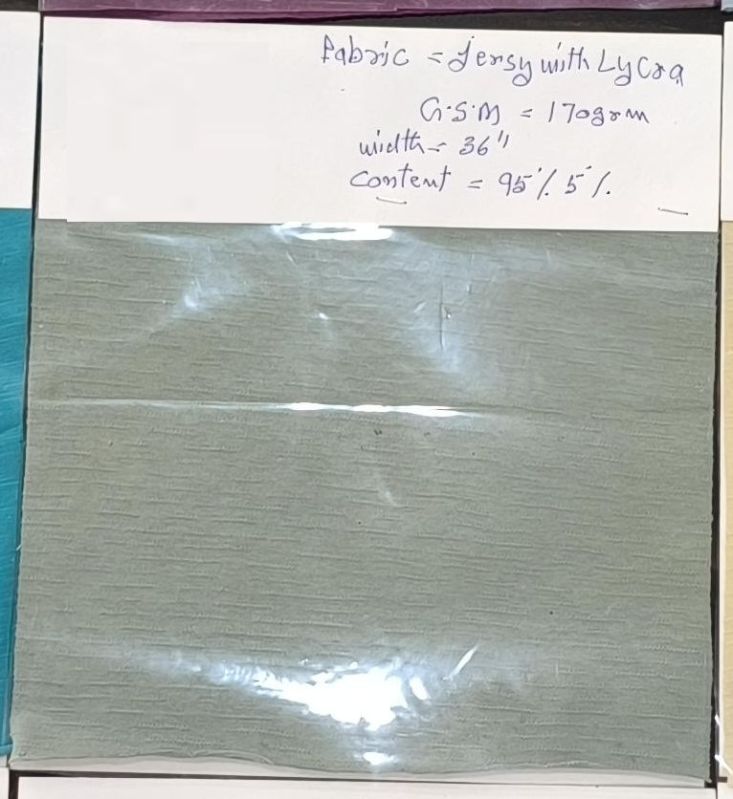 Fabric = Jersy with Lycra
G.S.M = 170grm
width = 36"
Content = 95% 5%.